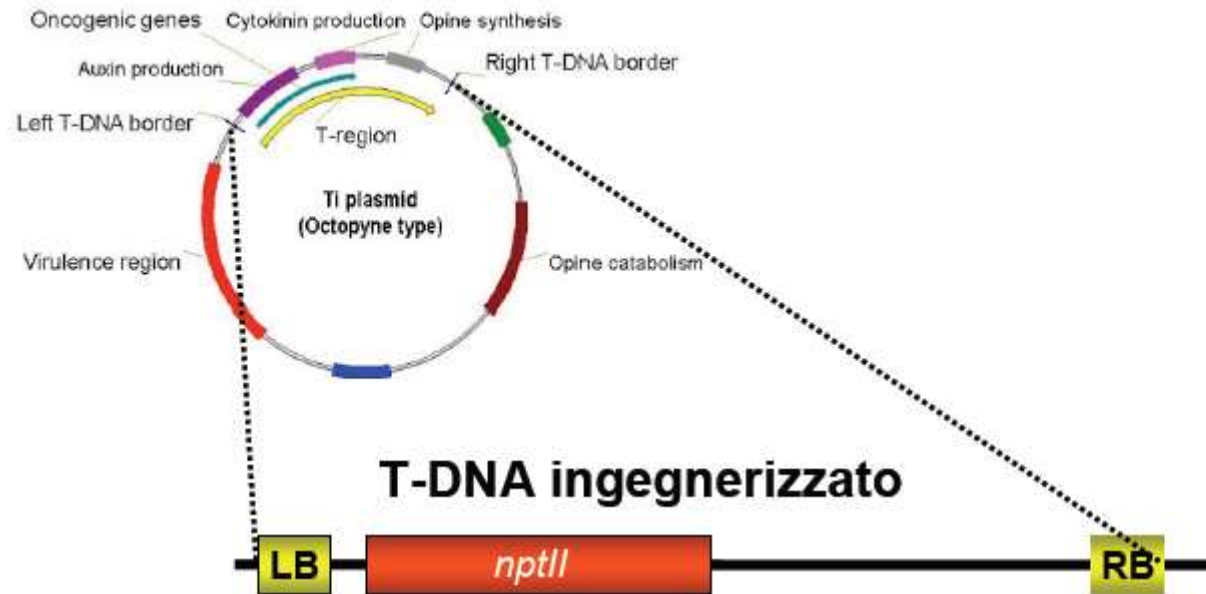 Oncogenic genes
Cytokinin production
Opine synthesis
Auxin production
Right T-DNA border
Left T-DNA border
T-region
Ti plasmid
(Octopyne type)
Virulence region
Opine catabolism
T-DNA ingegnerizzato
LB
nptII
RB